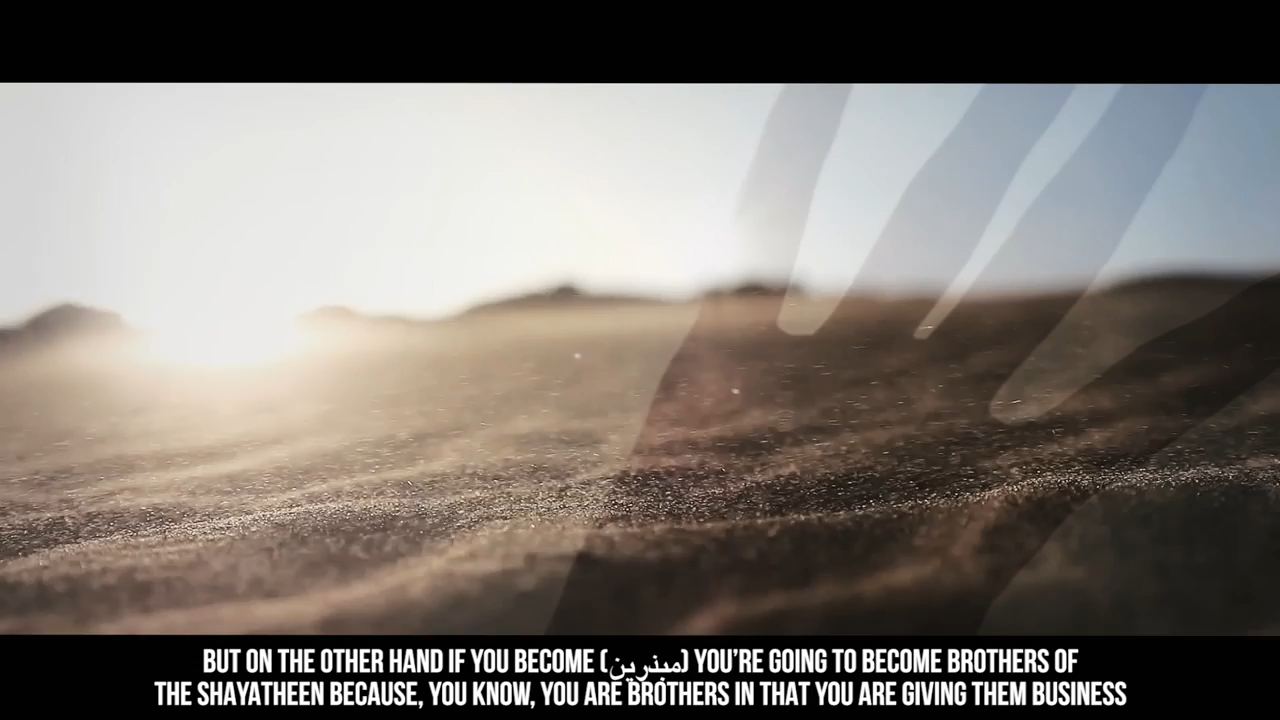 BUT ON THE OTHER HAND IF YOU BECOME (مبذرين) YOU'RE GOING TO BECOME BROTHERS OF
THE SHAYATHEEN BECAUSE, YOU KNOW, YOU ARE BROTHERS IN THAT YOU ARE GIVING THEM BUSINESS